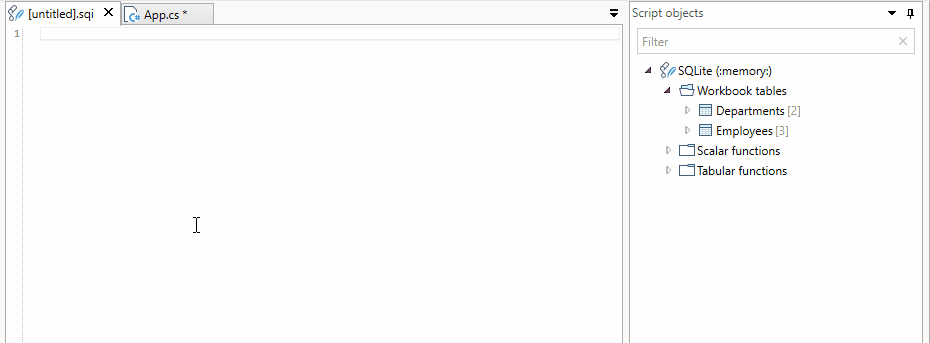 [untitled].sqi
App.cs *
1
Script objects
Filter
SQLite (:memory:)
Workbook tables
Departments [2]
Employees [3]
Scalar functions
Tabular functions